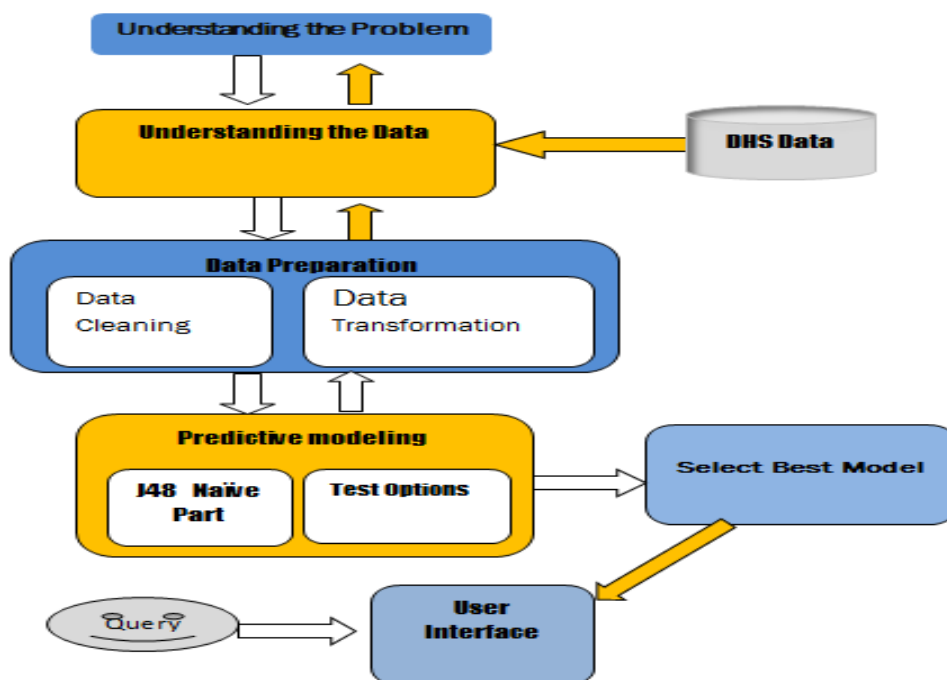 Understanding the Problem
Understanding the Data
DHS Data
Data Preparation
Data
Cleaning
Data
Transformation
Predictive modeling
J48 Naïve
Part
Test Options
Select Best Model
Query
User
Interface